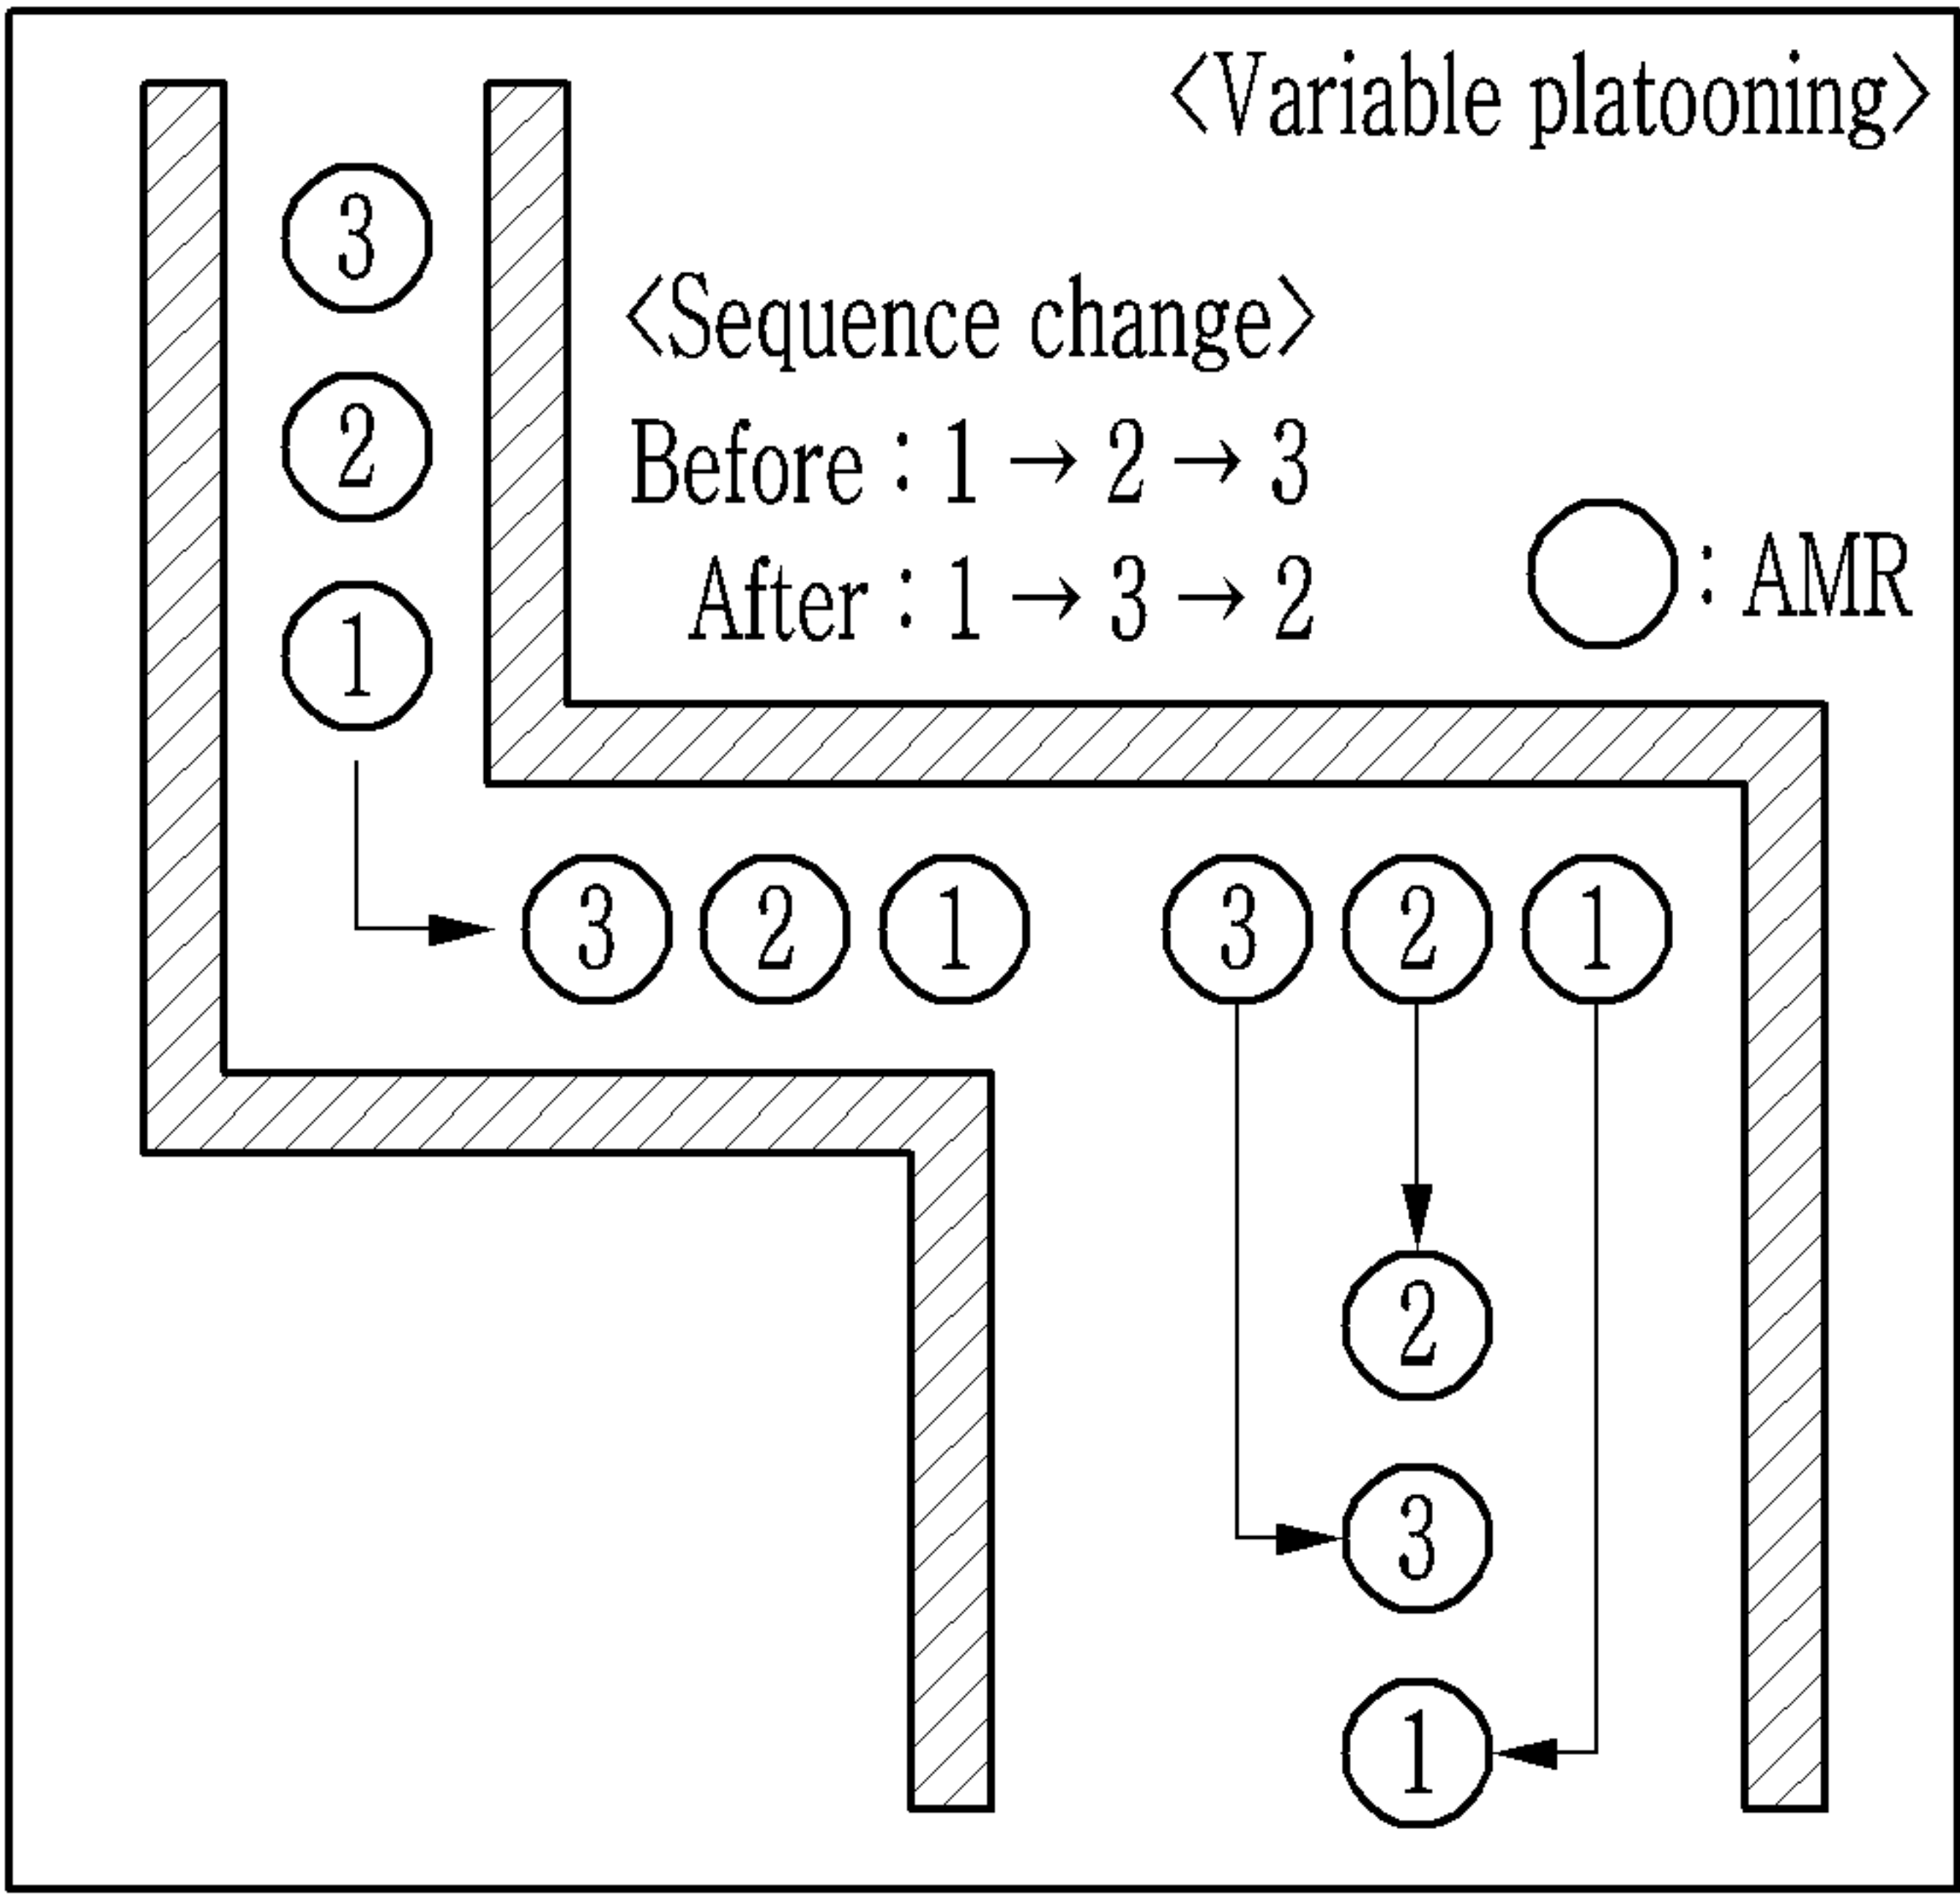 <Variable platooning>
3
<Sequence change>
2
Before : 1 → 2 → 3
: AMR
After : 1 → 3 → 2
1
3 2 1 3 2 1
2
3
1